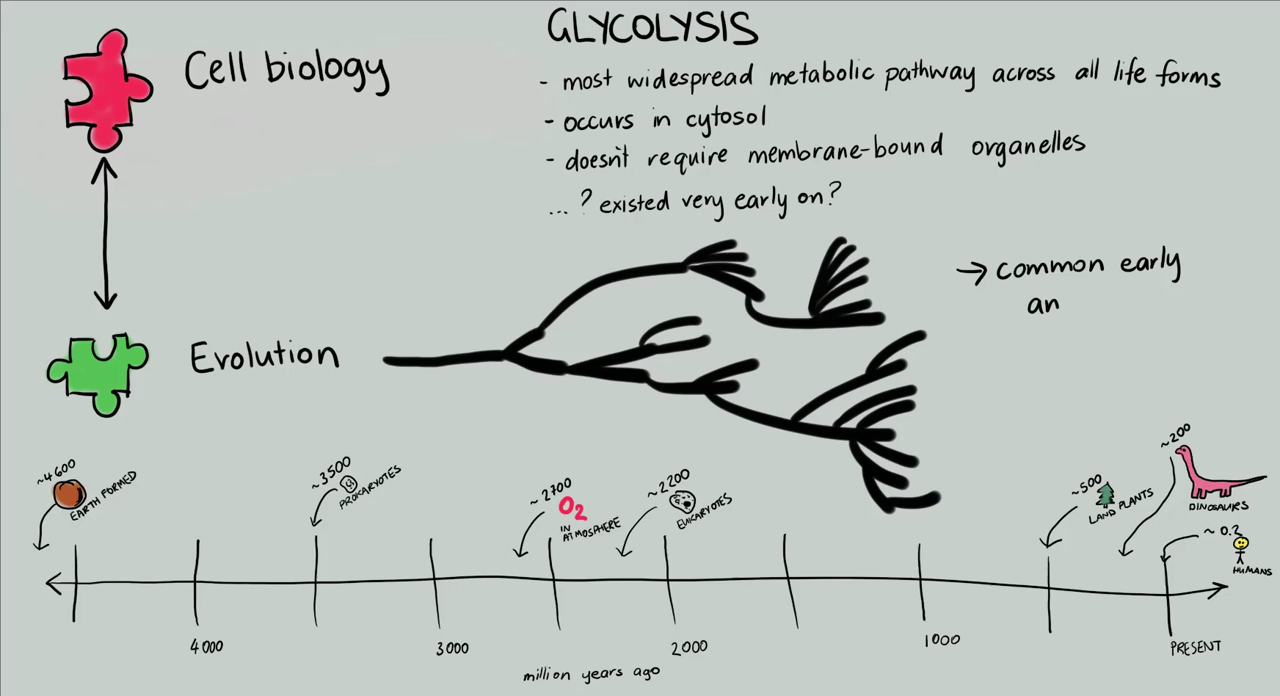 GLYCOLYSIS
Cell biology
- most widespread metabolic pathway across all life forms
- occurs in cytosol
- doesn't require membrane-bound organelles
... ? existed very early on?
→ common early
an
Evolution
~4600
EARTH FORMED
~3500
PROKARYOTES
~2700
O2
IN
ATMOSPHERE
~2200
EUKARYOTES
~500
LAND PLANTS
~200
DINOSAURS
~0.2
HUMANS
4000
3000
2000
1000
PRESENT
million years ago